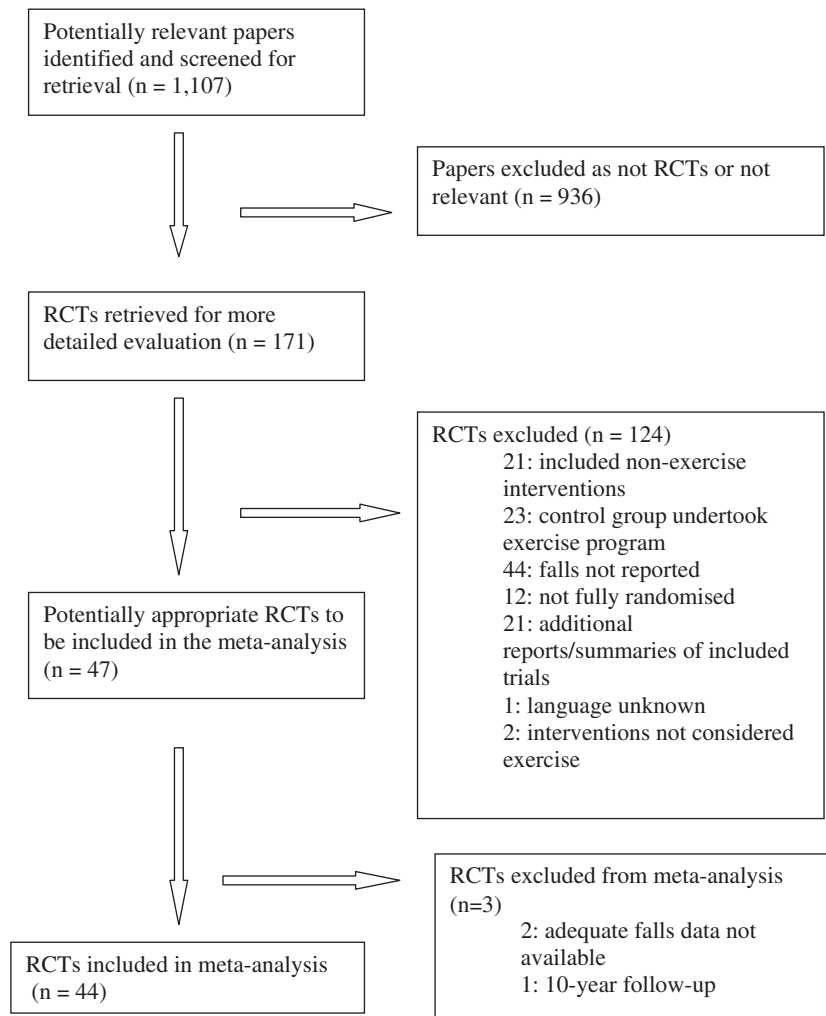 Potentially relevant papers
identified and screened for
retrieval (n = 1,107)
Papers excluded as not RCTs or not
relevant (n = 936)
RCTs retrieved for more
detailed evaluation (n = 171)
RCTs excluded (n = 124)
21: included non-exercise
interventions
23: control group undertook
exercise program
44: falls not reported
12: not fully randomised
21: additional
reports/summaries of included
trials
1: language unknown
2: interventions not considered
exercise
Potentially appropriate RCTs to
be included in the meta-analysis
(n = 47)
RCTs excluded from meta-analysis
(n=3)
2: adequate falls data not
available
1: 10-year follow-up
RCTs included in meta-analysis
(n = 44)